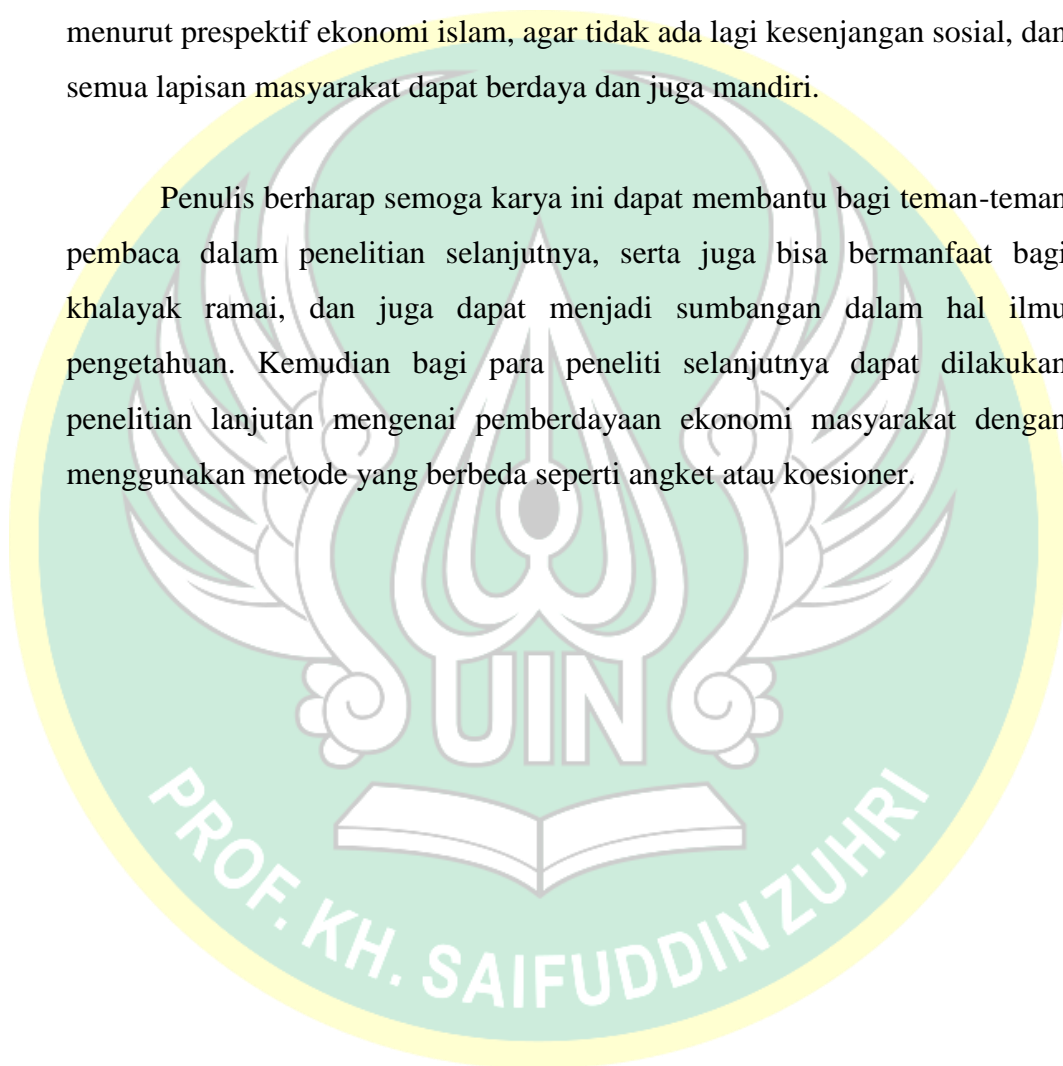 menurut prespektif ekonomi islam, agar tidak ada lagi kesenjangan sosial, dan
semua lapisan masyarakat dapat berdaya dan juga mandiri.
Penulis berharap semoga karya ini dapat membantu bagi teman-teman
pembaca dalam penelitian selanjutnya, serta juga bisa bermanfaat bagi
khalayak ramai, dan juga dapat menjadi sumbangan dalam hal ilmu
pengetahuan. Kemudian bagi para peneliti selanjutnya dapat dilakukan
penelitian lanjutan mengenai pemberdayaan ekonomi masyarakat dengan
menggunakan metode yang berbeda seperti angket atau koesioner.
UIN
PROF. KH. SAIFUDDIN ZUHRI